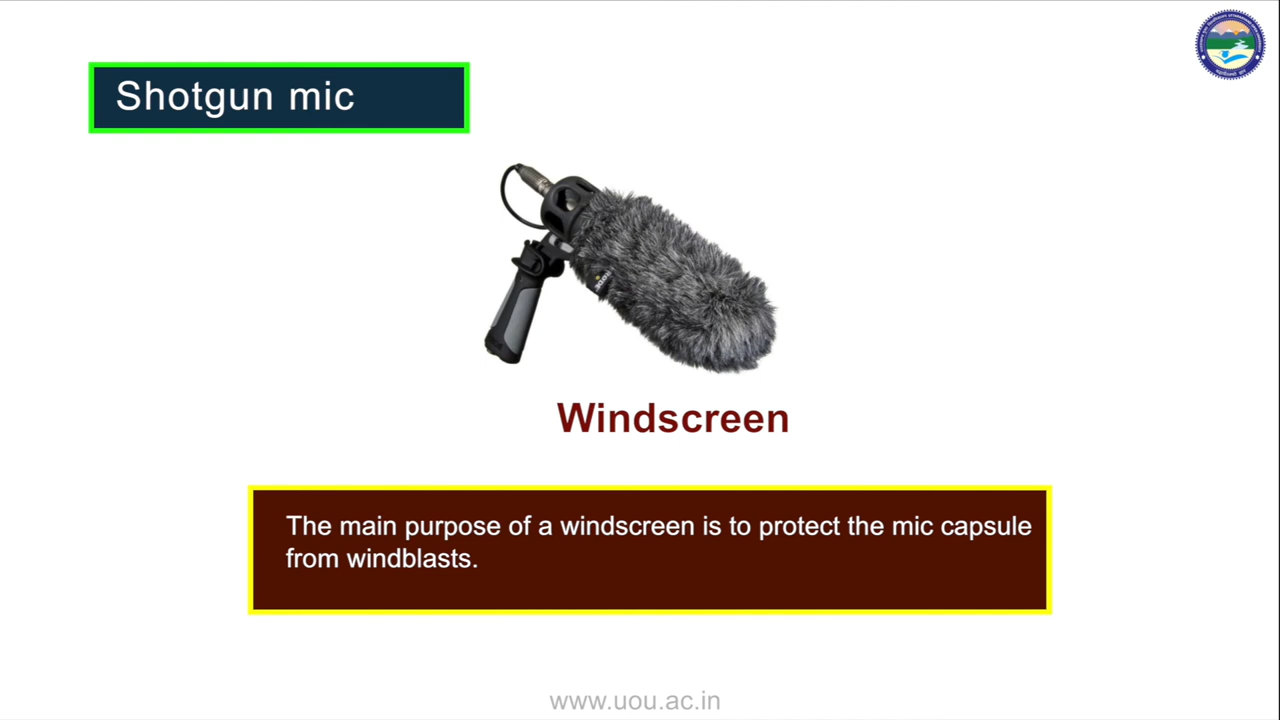 Shotgun mic
RODE
Windscreen
The main purpose of a windscreen is to protect the mic capsule
from windblasts.
www.uou.ac.in